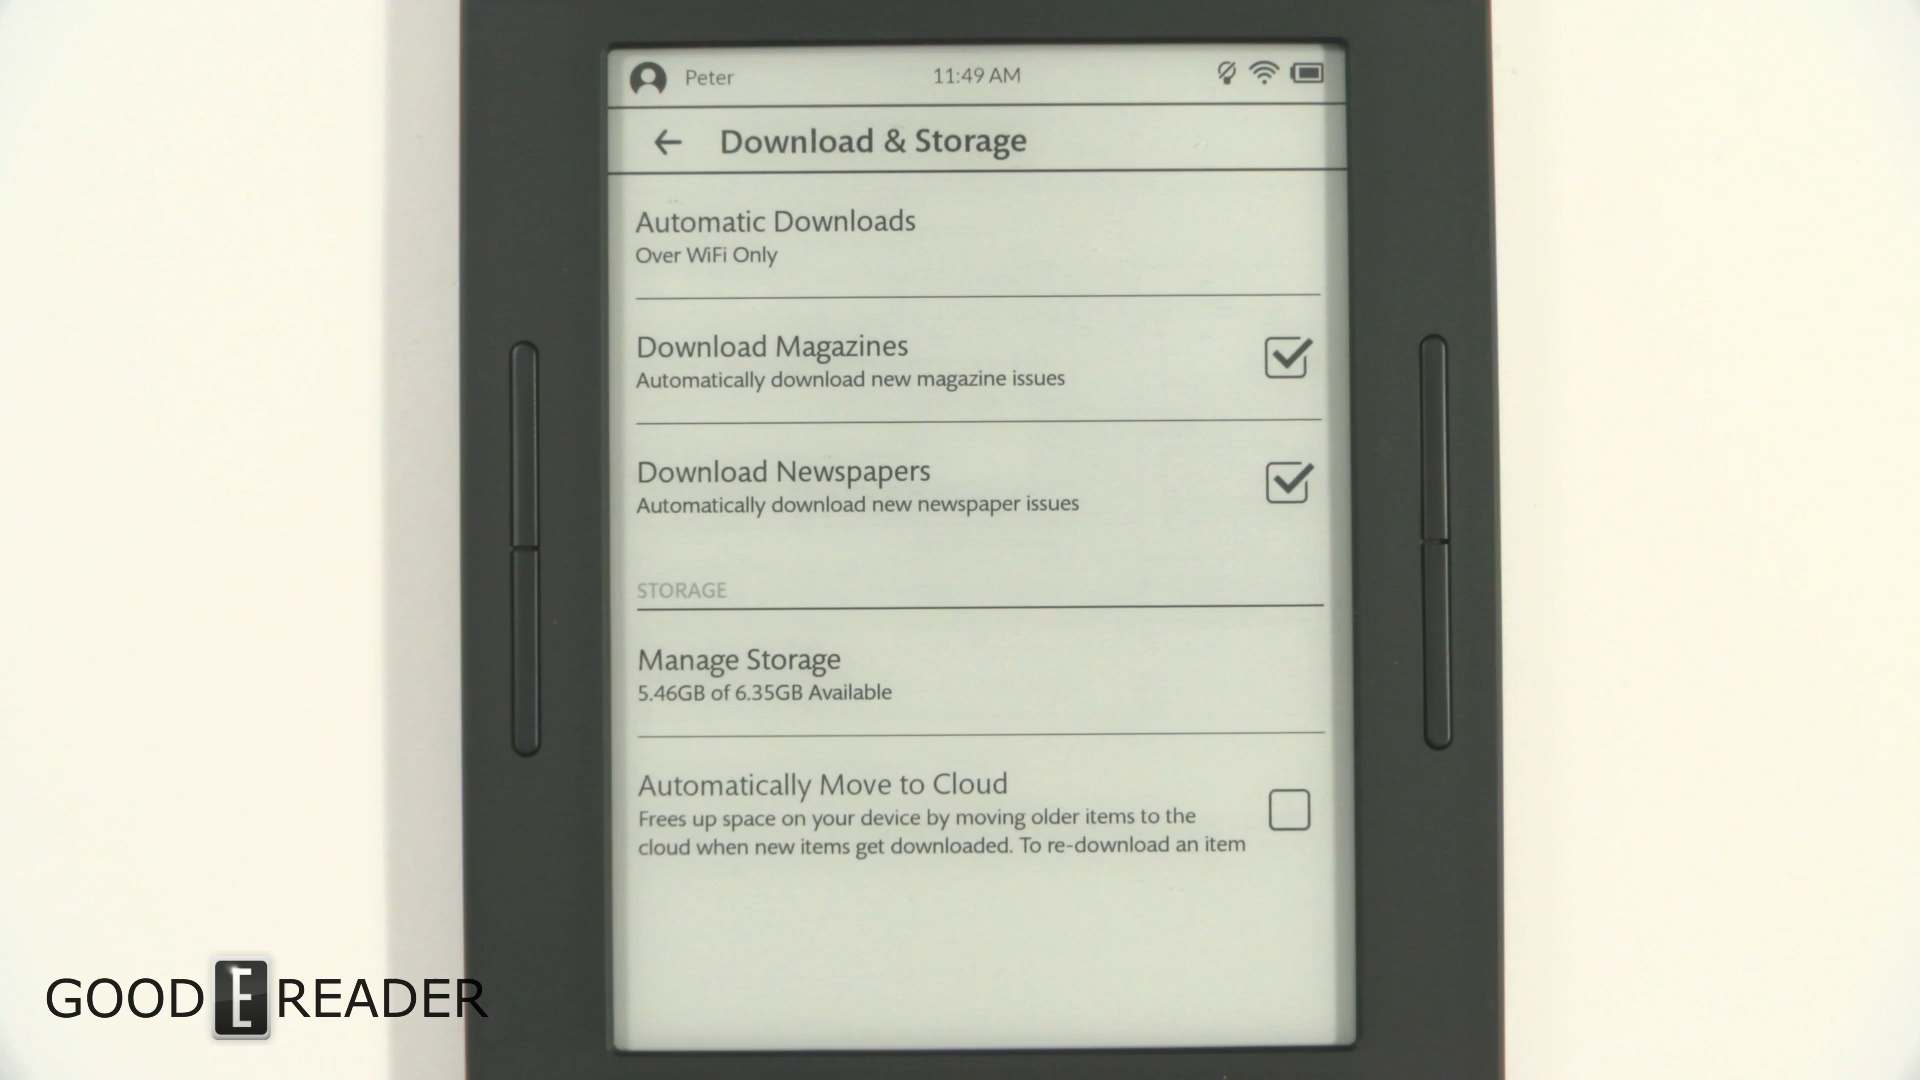 Peter 11:49 AM
Download & Storage
Automatic Downloads
Over WiFi Only
Download Magazines
Automatically download new magazine issues
Download Newspapers
Automatically download new newspaper issues
STORAGE
Manage Storage
5.46GB of 6.35GB Available
Automatically Move to Cloud
Frees up space on your device by moving older items to the
cloud when new items get downloaded. To re-download an item
GOOD E READER